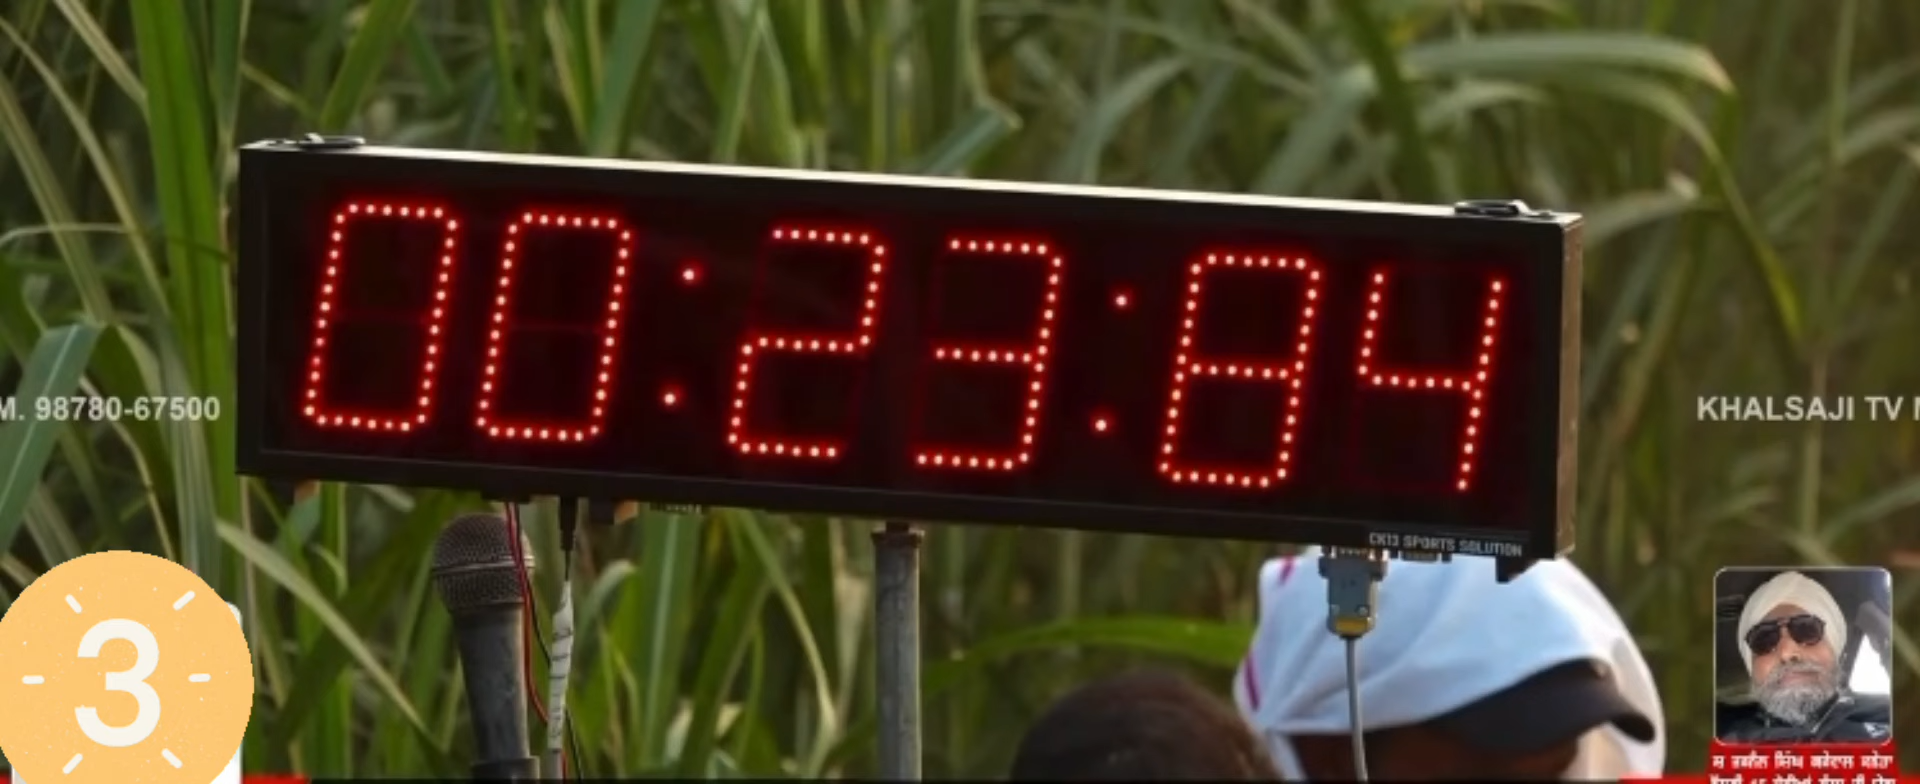 00:23:84
CK13 SPORTS SOLUTION
M. 98780-67500
KHALSAJI TV
3